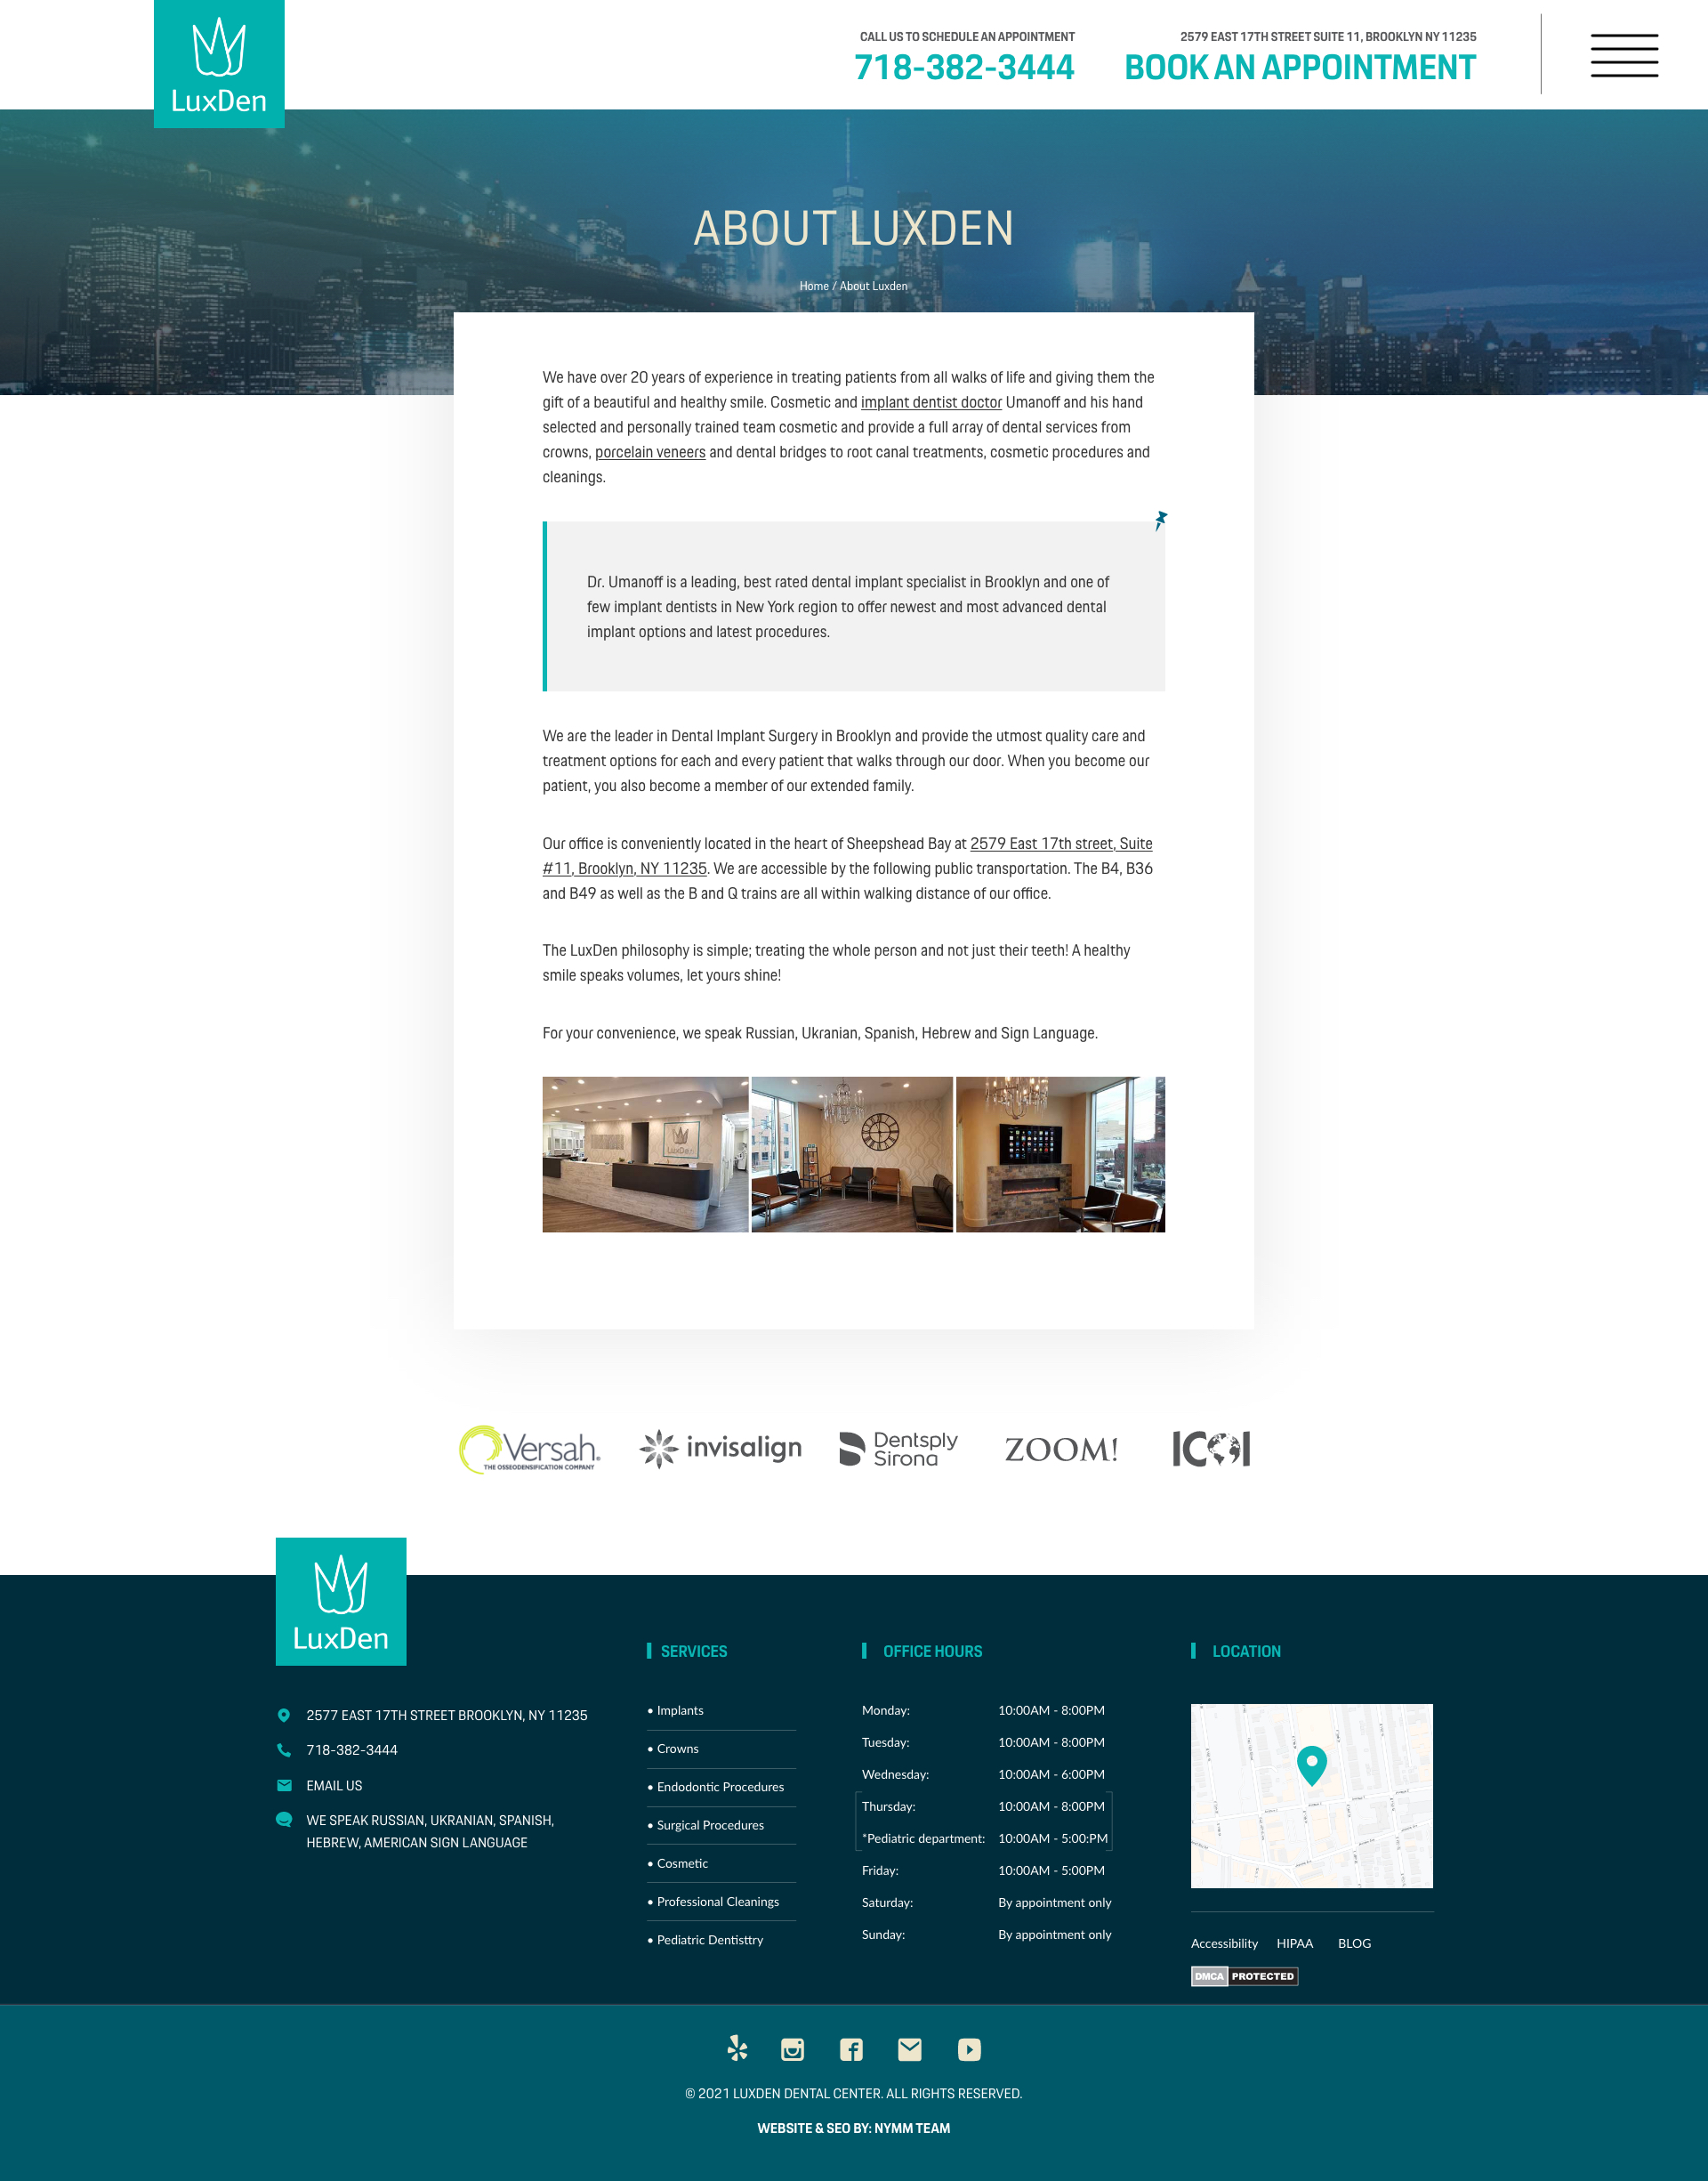 LuxDen
CALL US TO SCHEDULE AN APPOINTMENT
718-382-3444
2579 EAST 17TH STREET SUITE 11, BROOKLYN NY 11235
BOOK AN APPOINTMENT
ABOUT LUXDEN
Home / About Luxden
We have over 20 years of experience in treating patients from all walks of life and giving them the
gift of a beautiful and healthy smile. Cosmetic and implant dentist doctor Umanoff and his hand
selected and personally trained team cosmetic and provide a full array of dental services from
crowns, porcelain veneers and dental bridges to root canal treatments, cosmetic procedures and
cleanings.
Dr. Umanoff is a leading, best rated dental implant specialist in Brooklyn and one of
few implant dentists in New York region to offer newest and most advanced dental
implant options and latest procedures.
We are the leader in Dental Implant Surgery in Brooklyn and provide the utmost quality care and
treatment options for each and every patient that walks through our door. When you become our
patient, you also become a member of our extended family.
Our office is conveniently located in the heart of Sheepshead Bay at 2579 East 17th street, Suite
#11, Brooklyn, NY 11235. We are accessible by the following public transportation. The B4, B36
and B49 as well as the B and Q trains are all within walking distance of our office.
The LuxDen philosophy is simple; treating the whole person and not just their teeth! A healthy
smile speaks volumes, let yours shine!
For your convenience, we speak Russian, Ukranian, Spanish, Hebrew and Sign Language.
LuxDen
Versah®
THE OSSEODENSIFICATION COMPANY
invisalign
Dentsply
Sirona
ZOOM!
ICOI
LuxDen
2577 EAST 17TH STREET BROOKLYN, NY 11235
718-382-3444
EMAIL US
WE SPEAK RUSSIAN, UKRANIAN, SPANISH,
HEBREW, AMERICAN SIGN LANGUAGE
SERVICES
• Implants
• Crowns
• Endodontic Procedures
• Surgical Procedures
• Cosmetic
• Professional Cleanings
• Pediatric Dentisttry
OFFICE HOURS
Monday: 10:00AM - 8:00PM
Tuesday: 10:00AM - 8:00PM
Wednesday: 10:00AM - 6:00PM
Thursday: 10:00AM - 8:00PM
*Pediatric department: 10:00AM - 5:00:PM
Friday: 10:00AM - 5:00PM
Saturday: By appointment only
Sunday: By appointment only
LOCATION
Accessibility HIPAA BLOG
DMCA PROTECTED
© 2021 LUXDEN DENTAL CENTER. ALL RIGHTS RESERVED.
WEBSITE & SEO BY: NYMM TEAM